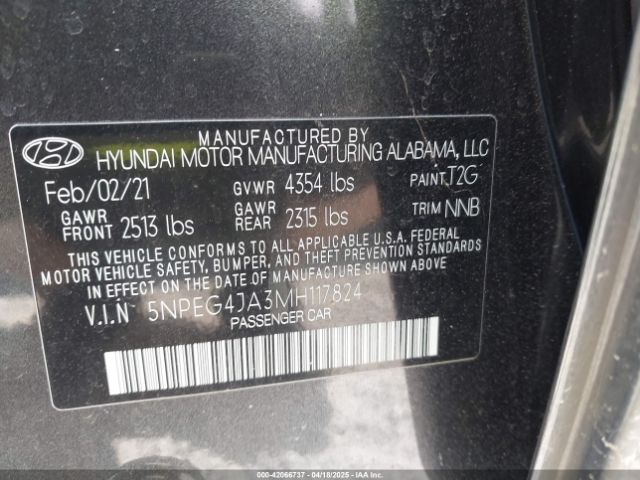 MANUFACTURED BY
HYUNDAI MOTOR MANUFACTURING ALABAMA, LLC
Feb/02/21 GVWR 4354 lbs PAINT T2G
GAWR FRONT 2513 lbs GAWR REAR 2315 lbs TRIM NNB
THIS VEHICLE CONFORMS TO ALL APPLICABLE U.S.A. FEDERAL
MOTOR VEHICLE SAFETY, BUMPER, AND THEFT PREVENTION STANDARDS
IN EFFECT ON THE DATE OF MANUFACTURE SHOWN ABOVE.
V.I.N 5NPEG4JA3MH117824
PASSENGER CAR
000-42066737 - 04/18/2025 - IAAI, Inc.